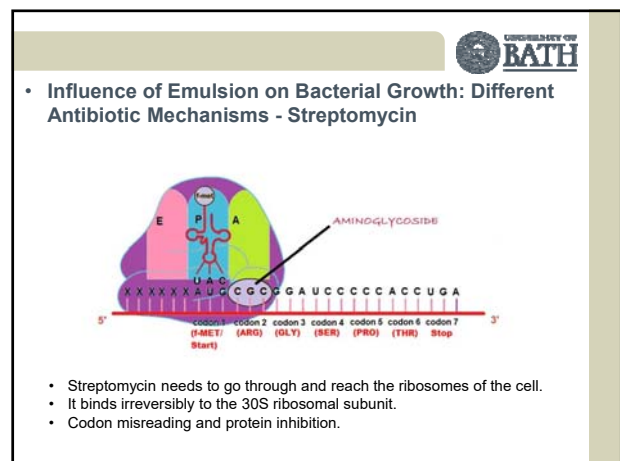 UNIVERSITY OF
BATH
• Influence of Emulsion on Bacterial Growth: Different
Antibiotic Mechanisms - Streptomycin
f-met
E P A
AMINOGLYCOSIDE
U A C
X X X X X X A U G C G C G G A U C C C C C A C C U G A
5' 3'
codon 1 codon 2 codon 3 codon 4 codon 5 codon 6 codon 7
(f-MET/ (ARG) (GLY) (SER) (PRO) (THR) Stop
Start)
• Streptomycin needs to go through and reach the ribosomes of the cell.
• It binds irreversibly to the 30S ribosomal subunit.
• Codon misreading and protein inhibition.